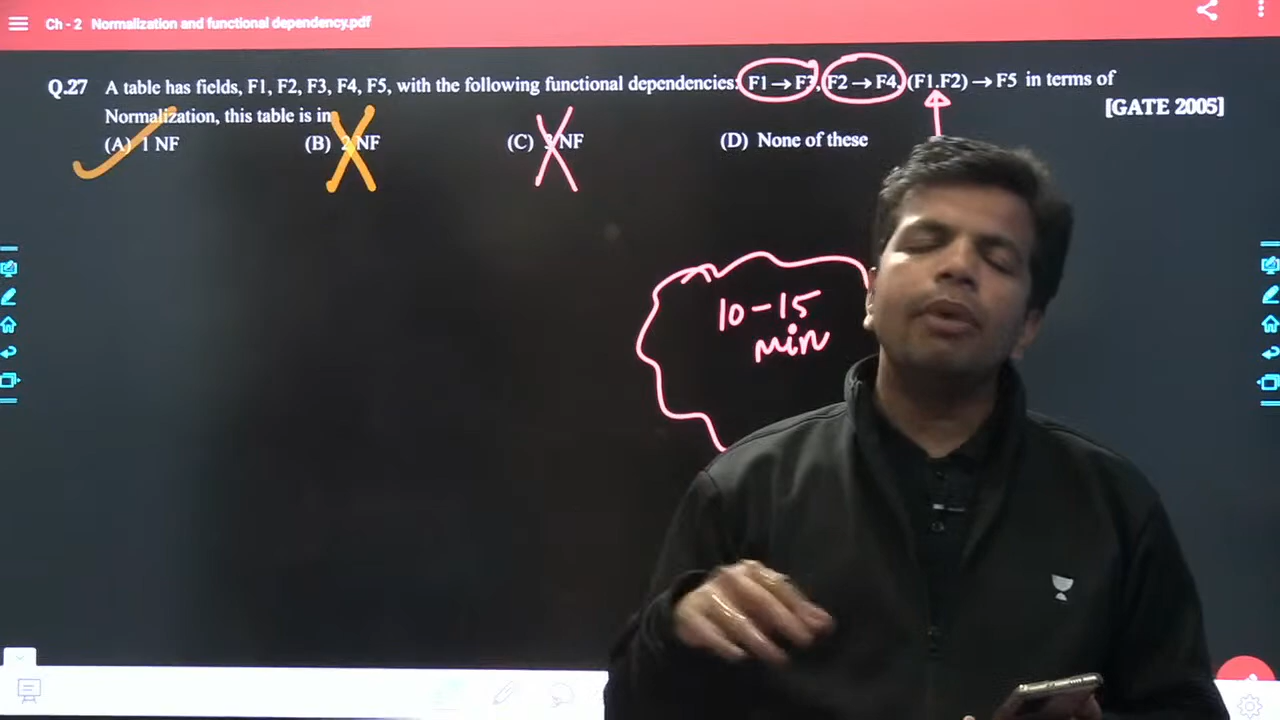 Ch - 2 Normalization and functional dependency.pdf
Q.27 A table has fields, F1, F2, F3, F4, F5, with the following functional dependencies: F1 → F3, F2 → F4, (F1.F2) → F5 in terms of
Normalization, this table is in
[GATE 2005]
(A) 1 NF (B) 2 NF (C) 3 NF (D) None of these
10-15
min